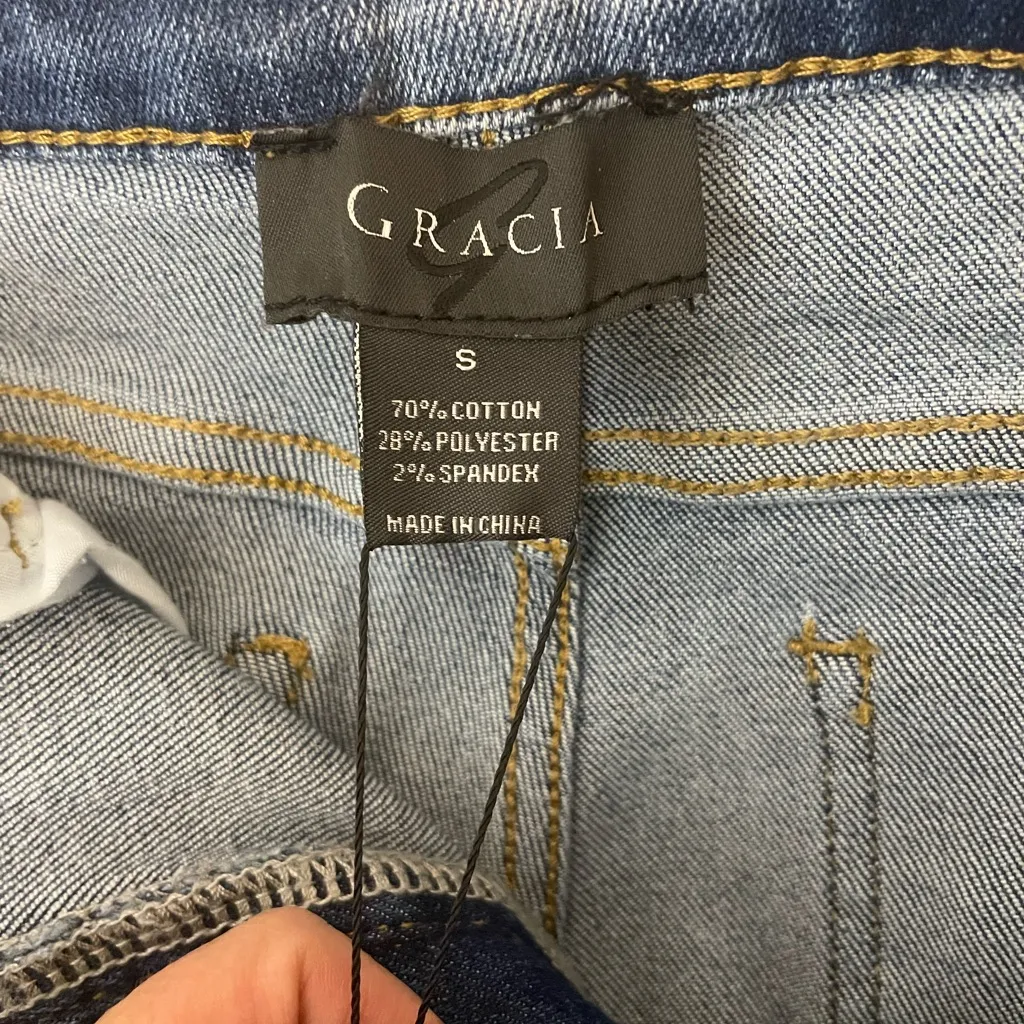 GRACIA
S
70% COTTON
28% POLYESTER
2% SPANDEX
MADE IN CHINA